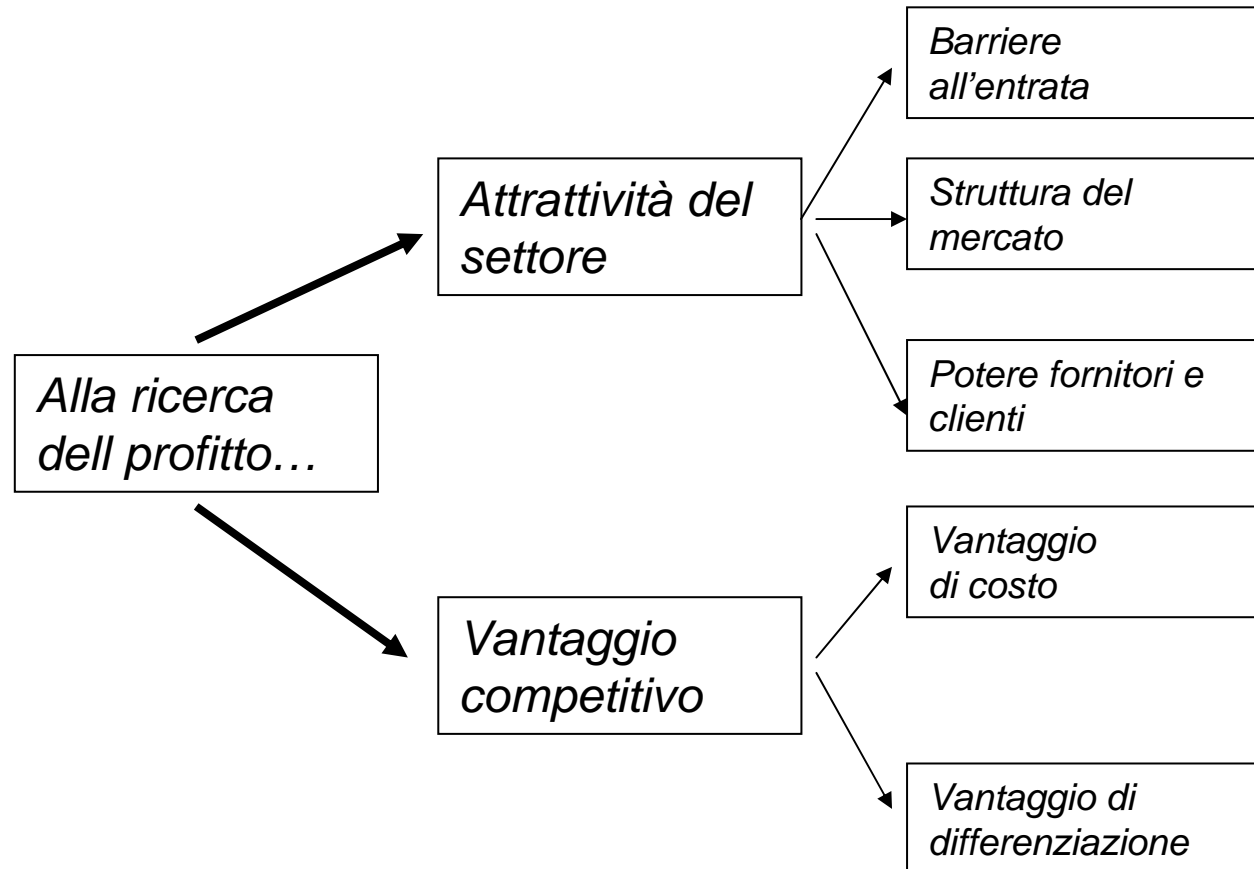 Barriere
all’entrata
Attrattività del
settore
Struttura del
mercato
Potere fornitori e
clienti
Alla ricerca
dell profitto…
Vantaggio
di costo
Vantaggio
competitivo
Vantaggio di
differenziazione